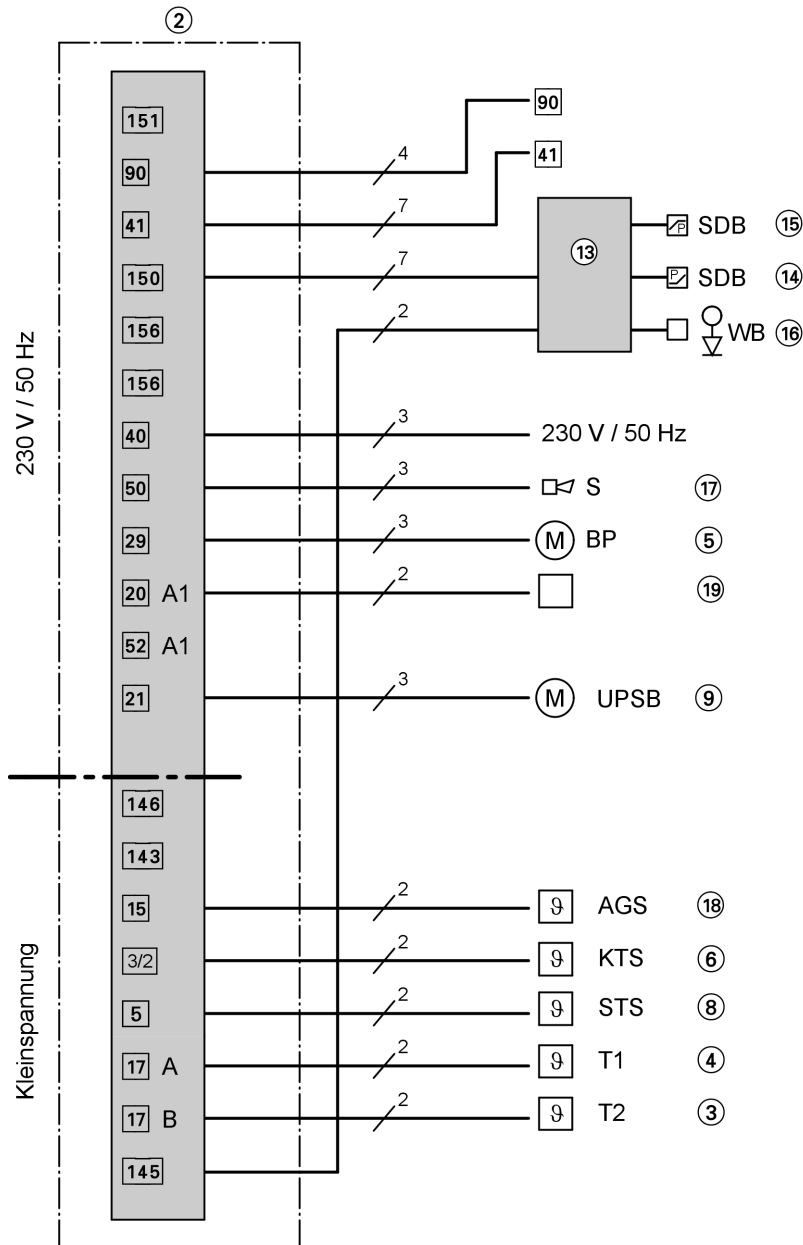 2
90
151
4
90
41
7
41
SDB 15
13
7
150
SDB 14
2
156
WB 16
230 V / 50 Hz
156
3
40
230 V / 50 Hz
3
50
S 17
3
29
M BP 5
2
20 A1
19
52 A1
3
21
M UPSB 9
146
143
2
15
ϑ AGS 18
2
3/2
ϑ KTS 6
Kleinspannung
2
5
ϑ STS 8
2
17 A
ϑ T1 4
2
17 B
ϑ T2 3
145
P
P